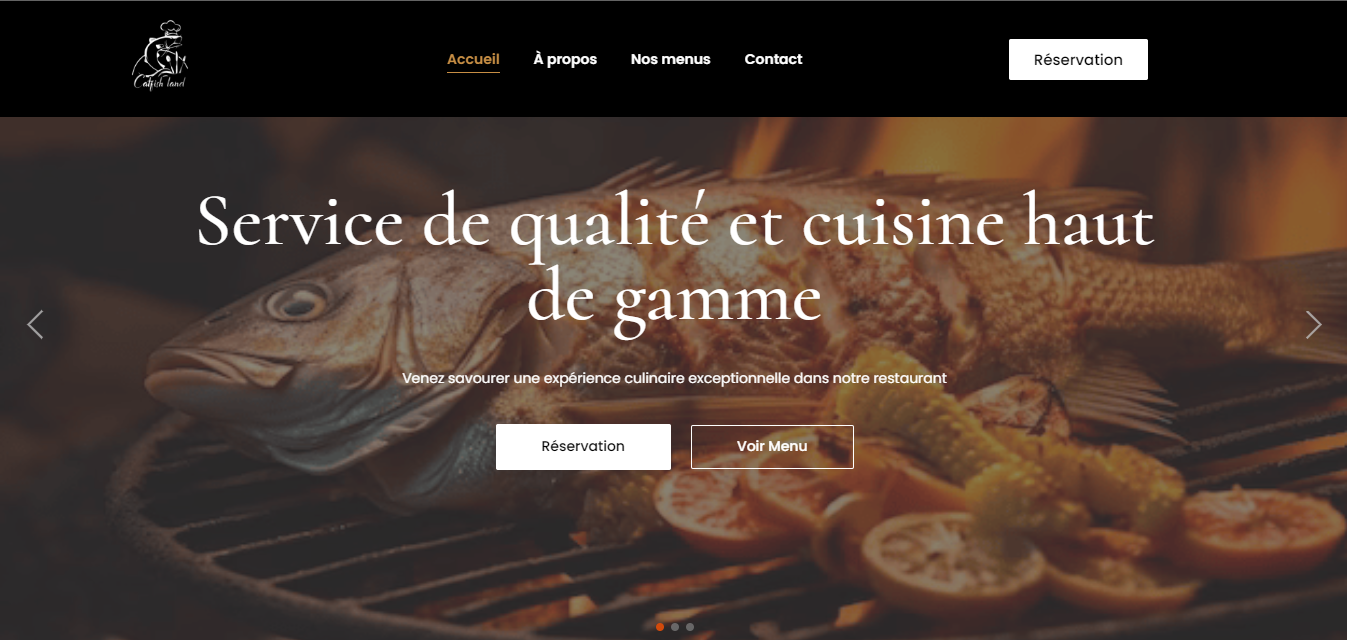 Catfish land
Accueil
À propos
Nos menus
Contact
Réservation
Service de qualité et cuisine haut
de gamme
Venez savourer une expérience culinaire exceptionnelle dans notre restaurant
Réservation
Voir Menu